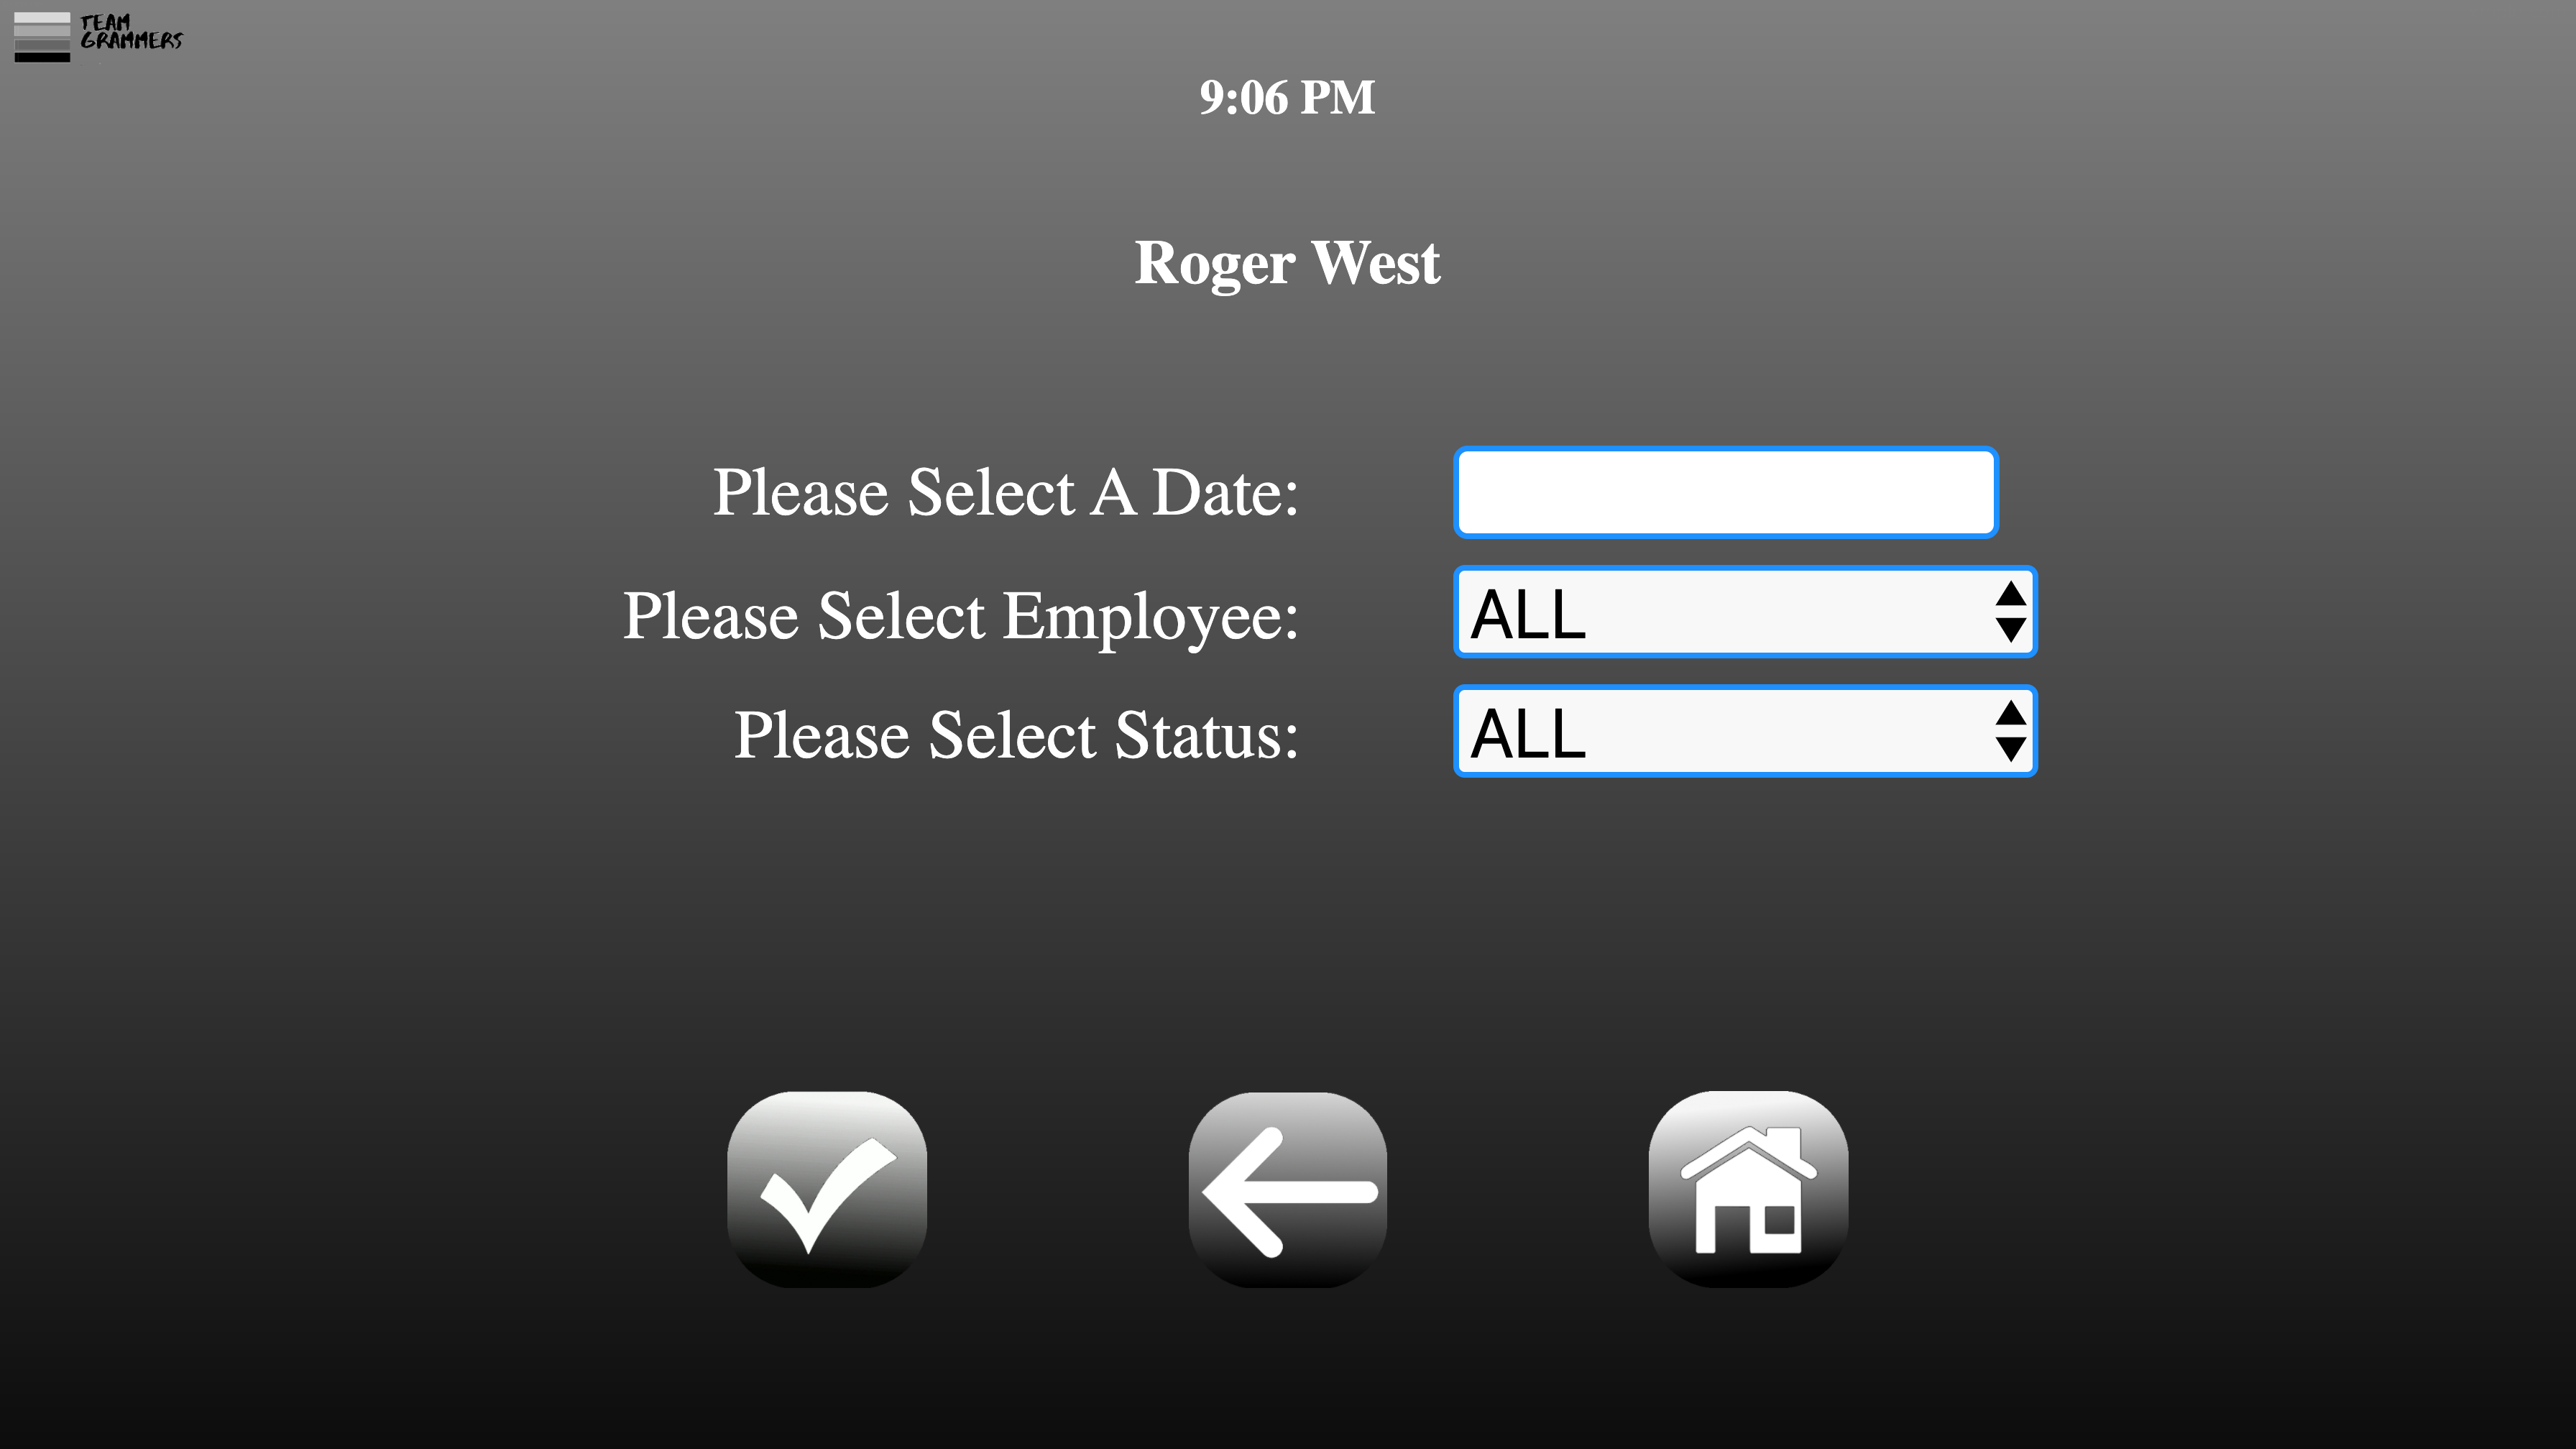 TEAM
GRAMMERS
9:06 PM
Roger West
Please Select A Date:
Please Select Employee: ALL
Please Select Status: ALL